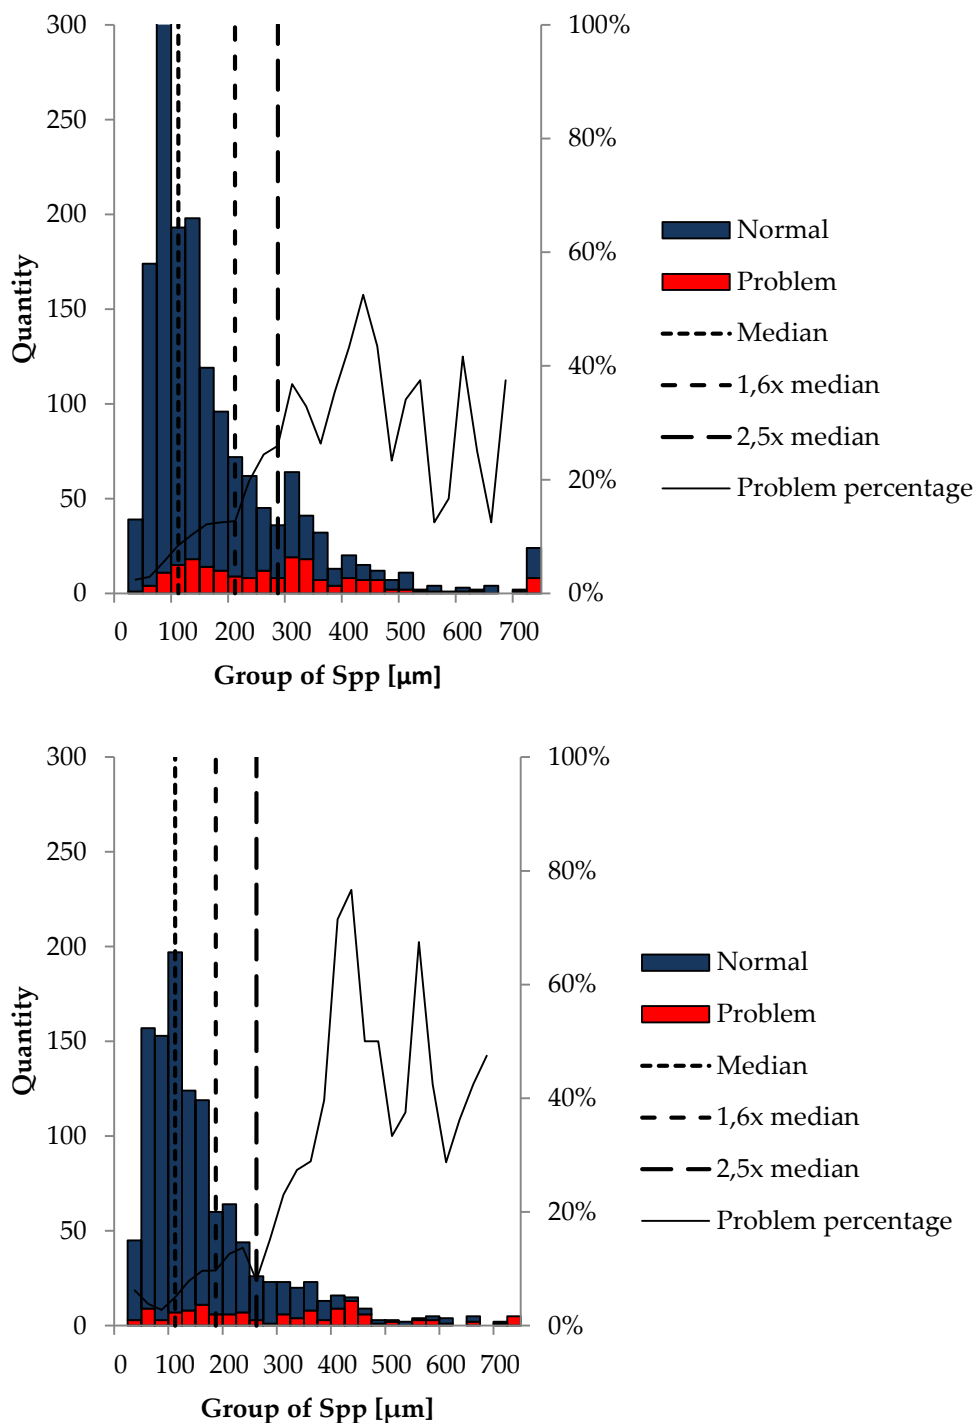 300
250
200
150
100
50
0
Quantity
100%
80%
60%
40%
20%
0%
0 100 200 300 400 500 600 700
Group of Spp [µm]
Normal
Problem
Median
1,6x median
2,5x median
Problem percentage
300
250
200
150
100
50
0
Quantity
100%
80%
60%
40%
20%
0%
0 100 200 300 400 500 600 700
Group of Spp [µm]
Normal
Problem
Median
1,6x median
2,5x median
Problem percentage